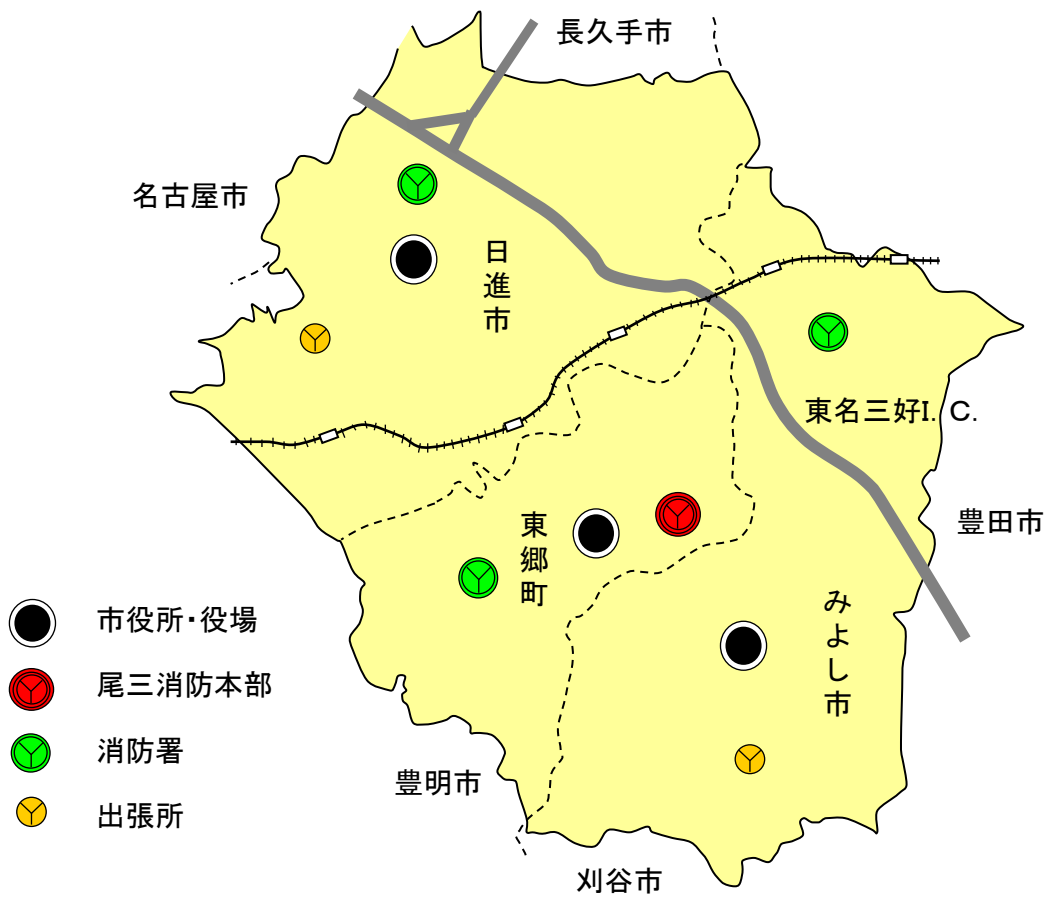 長久手市
名古屋市
日進市
東名三好I. C.
豊田市
東郷町
みよし市
市役所・役場
尾三消防本部
消防署
出張所
豊明市
刈谷市